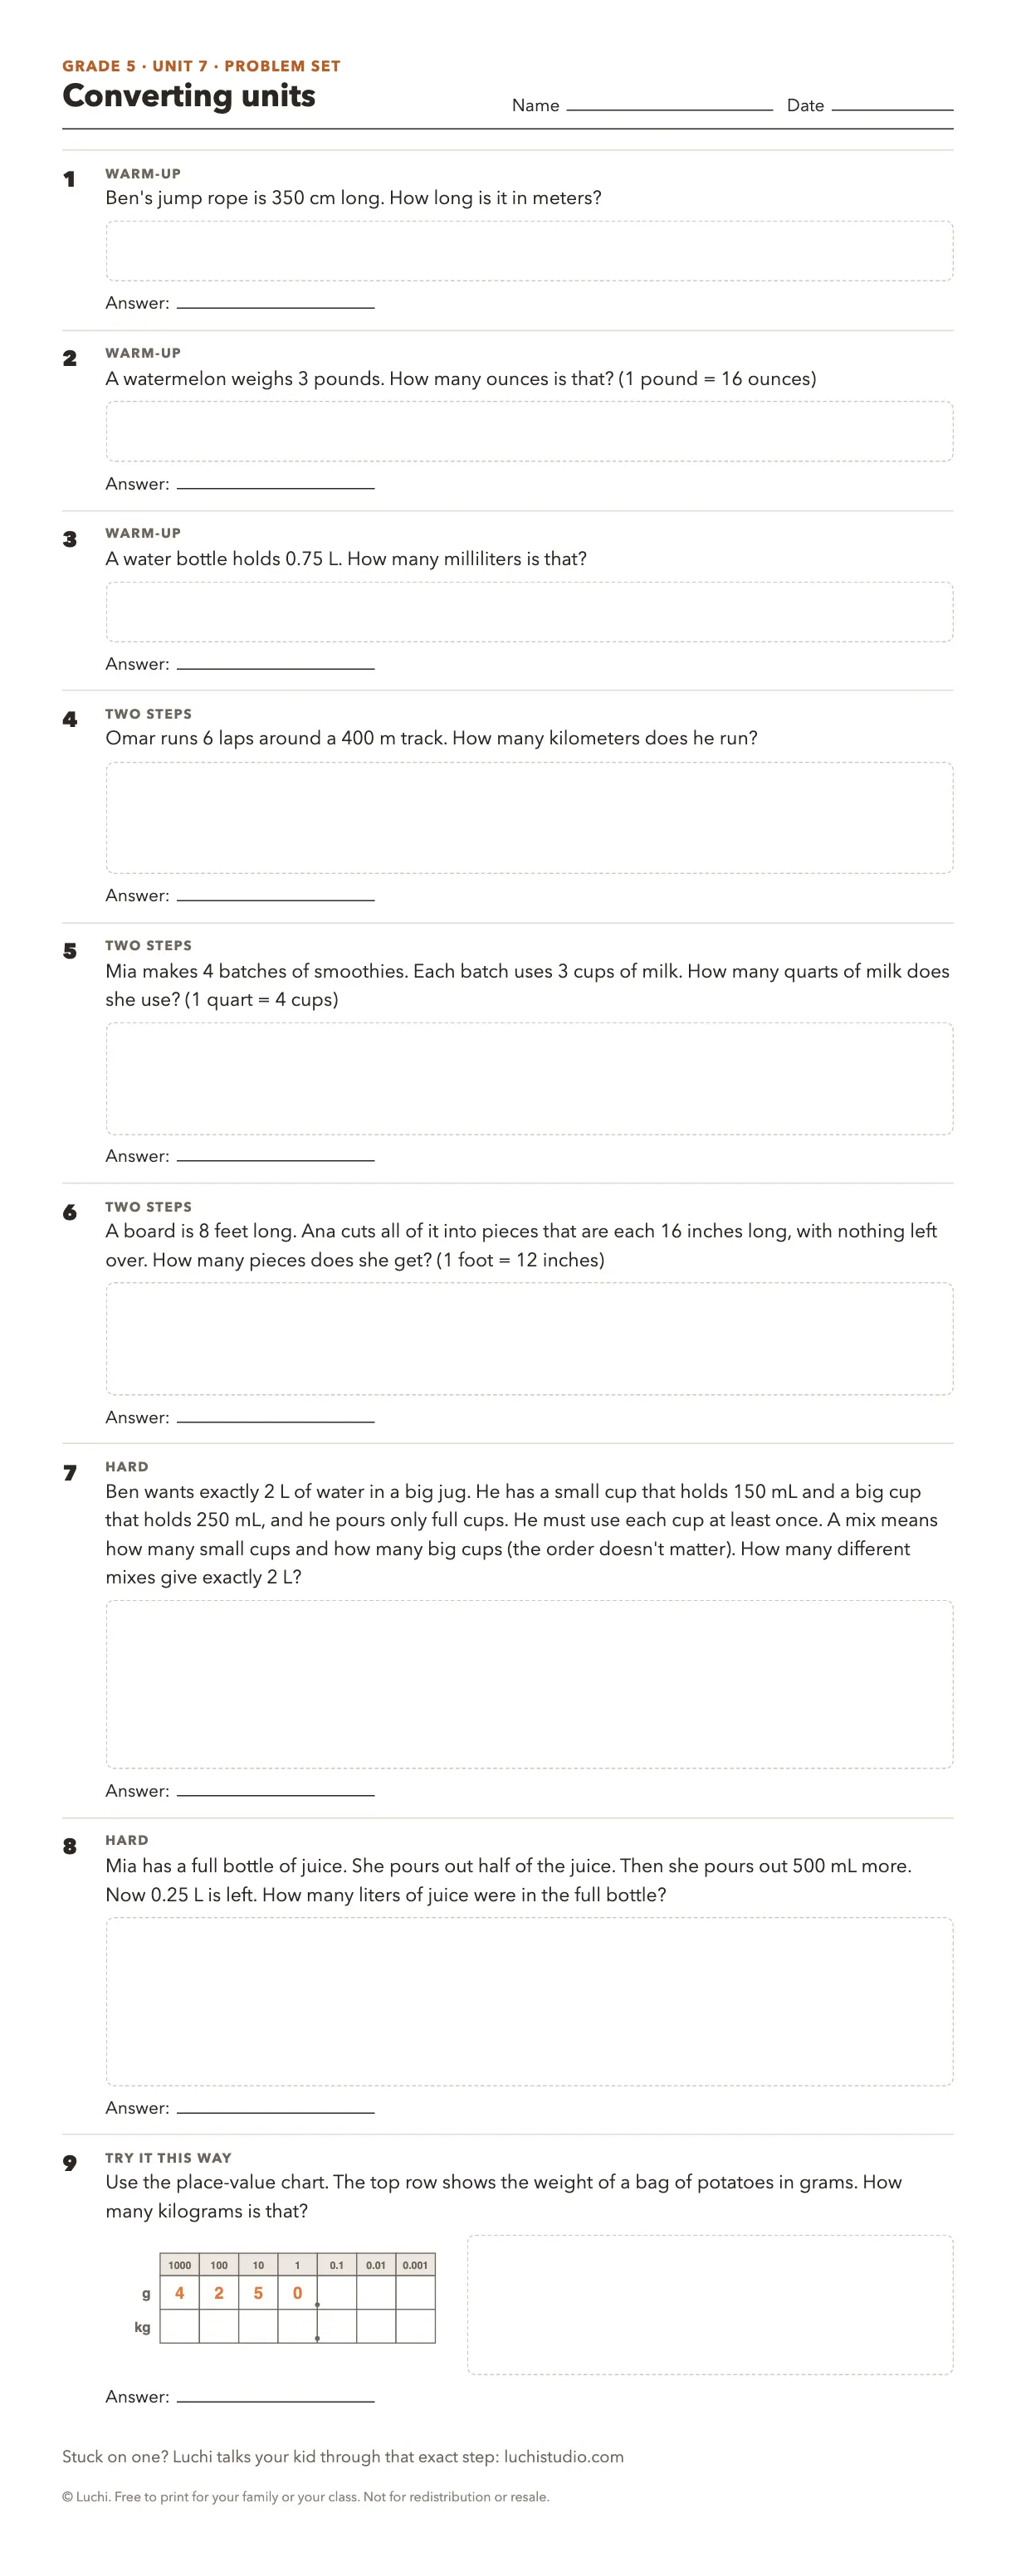 GRADE 5 · UNIT 7 · PROBLEM SET
Converting units
Name Date
1
WARM-UP
Ben's jump rope is 350 cm long. How long is it in meters?
Answer:
2
WARM-UP
A watermelon weighs 3 pounds. How many ounces is that? (1 pound = 16 ounces)
Answer:
3
WARM-UP
A water bottle holds 0.75 L. How many milliliters is that?
Answer:
4
TWO STEPS
Omar runs 6 laps around a 400 m track. How many kilometers does he run?
Answer:
5
TWO STEPS
Mia makes 4 batches of smoothies. Each batch uses 3 cups of milk. How many quarts of milk does
she use? (1 quart = 4 cups)
Answer:
6
TWO STEPS
A board is 8 feet long. Ana cuts all of it into pieces that are each 16 inches long, with nothing left
over. How many pieces does she get? (1 foot = 12 inches)
Answer:
7
HARD
Ben wants exactly 2 L of water in a big jug. He has a small cup that holds 150 mL and a big cup
that holds 250 mL, and he pours only full cups. He must use each cup at least once. A mix means
how many small cups and how many big cups (the order doesn't matter). How many different
mixes give exactly 2 L?
Answer:
8
HARD
Mia has a full bottle of juice. She pours out half of the juice. Then she pours out 500 mL more.
Now 0.25 L is left. How many liters of juice were in the full bottle?
Answer:
9
TRY IT THIS WAY
Use the place-value chart. The top row shows the weight of a bag of potatoes in grams. How
many kilograms is that?
1000 100 10 1 0.1 0.01 0.001
g 4 2 5 0
kg
Answer:
Stuck on one? Luchi talks your kid through that exact step: luchistudio.com
© Luchi. Free to print for your family or your class. Not for redistribution or resale.